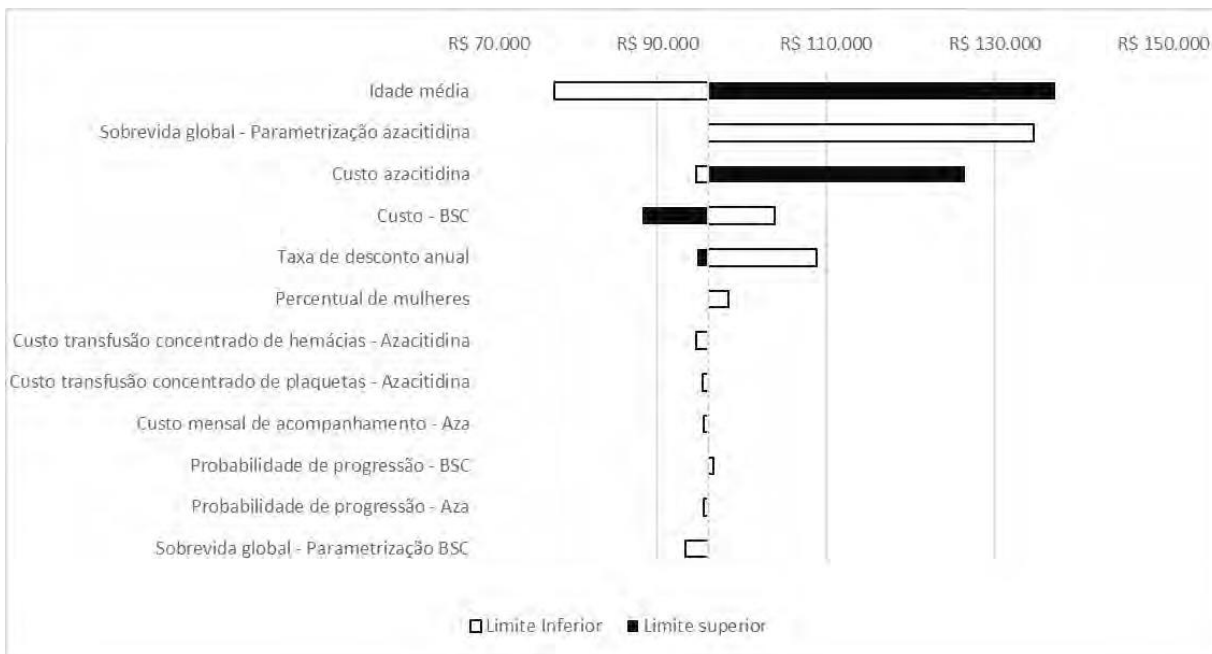 R$ 70.000 R$ 90.000 R$ 110.000 R$ 130.000 R$ 150.000
Idade média
Sobrevida global - Parametrização azacitidina
Custo azacitidina
Custo - BSC
Taxa de desconto anual
Percentual de mulheres
Custo transfusão concentrado de hemácias - Azacitidina
Custo transfusão concentrado de plaquetas - Azacitidina
Custo mensal de acompanhamento - Aza
Probabilidade de progressão - BSC
Probabilidade de progressão - Aza
Sobrevida global - Parametrização BSC
Limite Inferior Limite superior